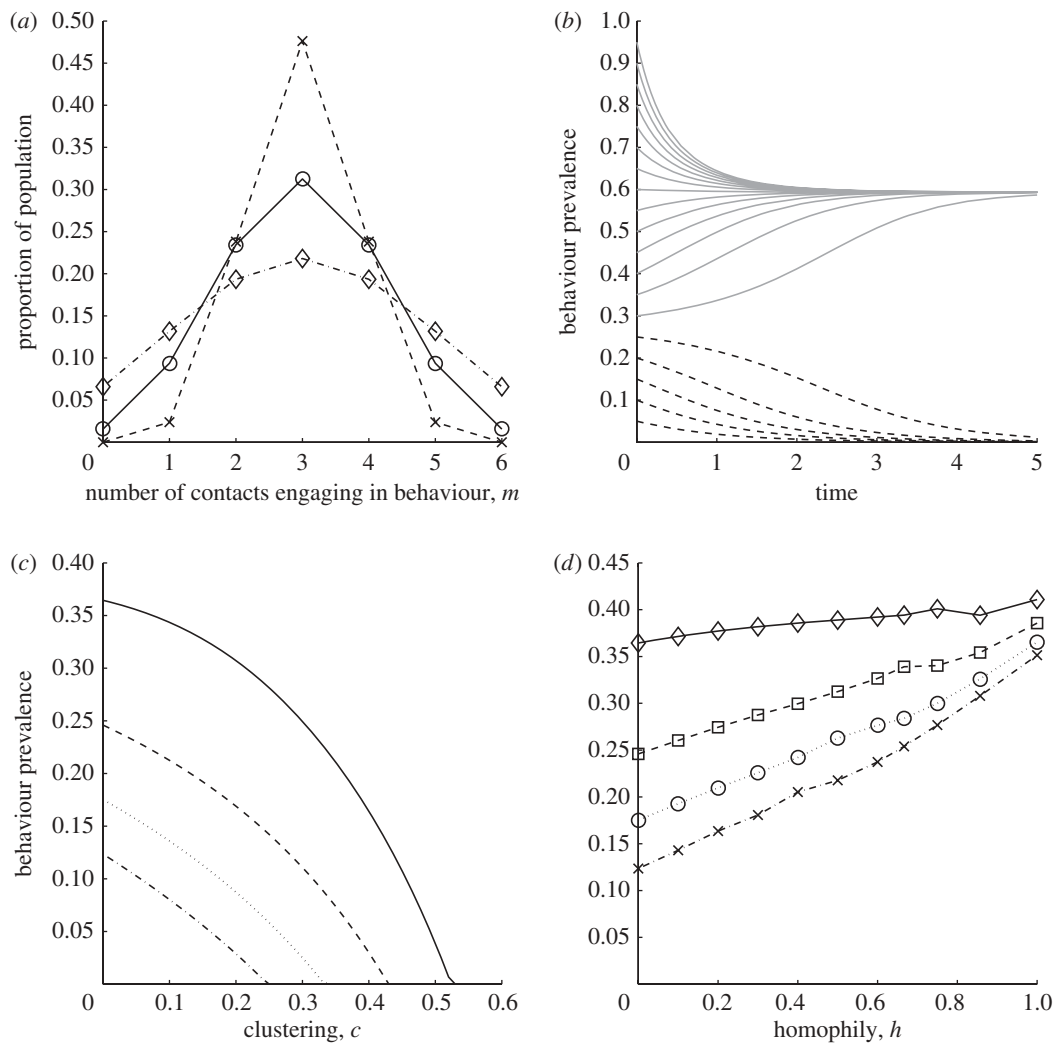 (a)
0.50
0.45
0.40
0.35
0.30
0.25
0.20
0.15
0.10
0.05
0 1 2 3 4 5 6
proportion of population
number of contacts engaging in behaviour, m
(b)
1.0
0.9
0.8
0.7
0.6
0.5
0.4
0.3
0.2
0.1
0 1 2 3 4 5
behaviour prevalence
time
(c)
0.40
0.35
0.30
0.25
0.20
0.15
0.10
0.05
0 0.1 0.2 0.3 0.4 0.5 0.6
behaviour prevalence
clustering, c
(d)
0.45
0.40
0.35
0.30
0.25
0.20
0.15
0.10
0.05
0 0.2 0.4 0.6 0.8 1.0
homophily, h